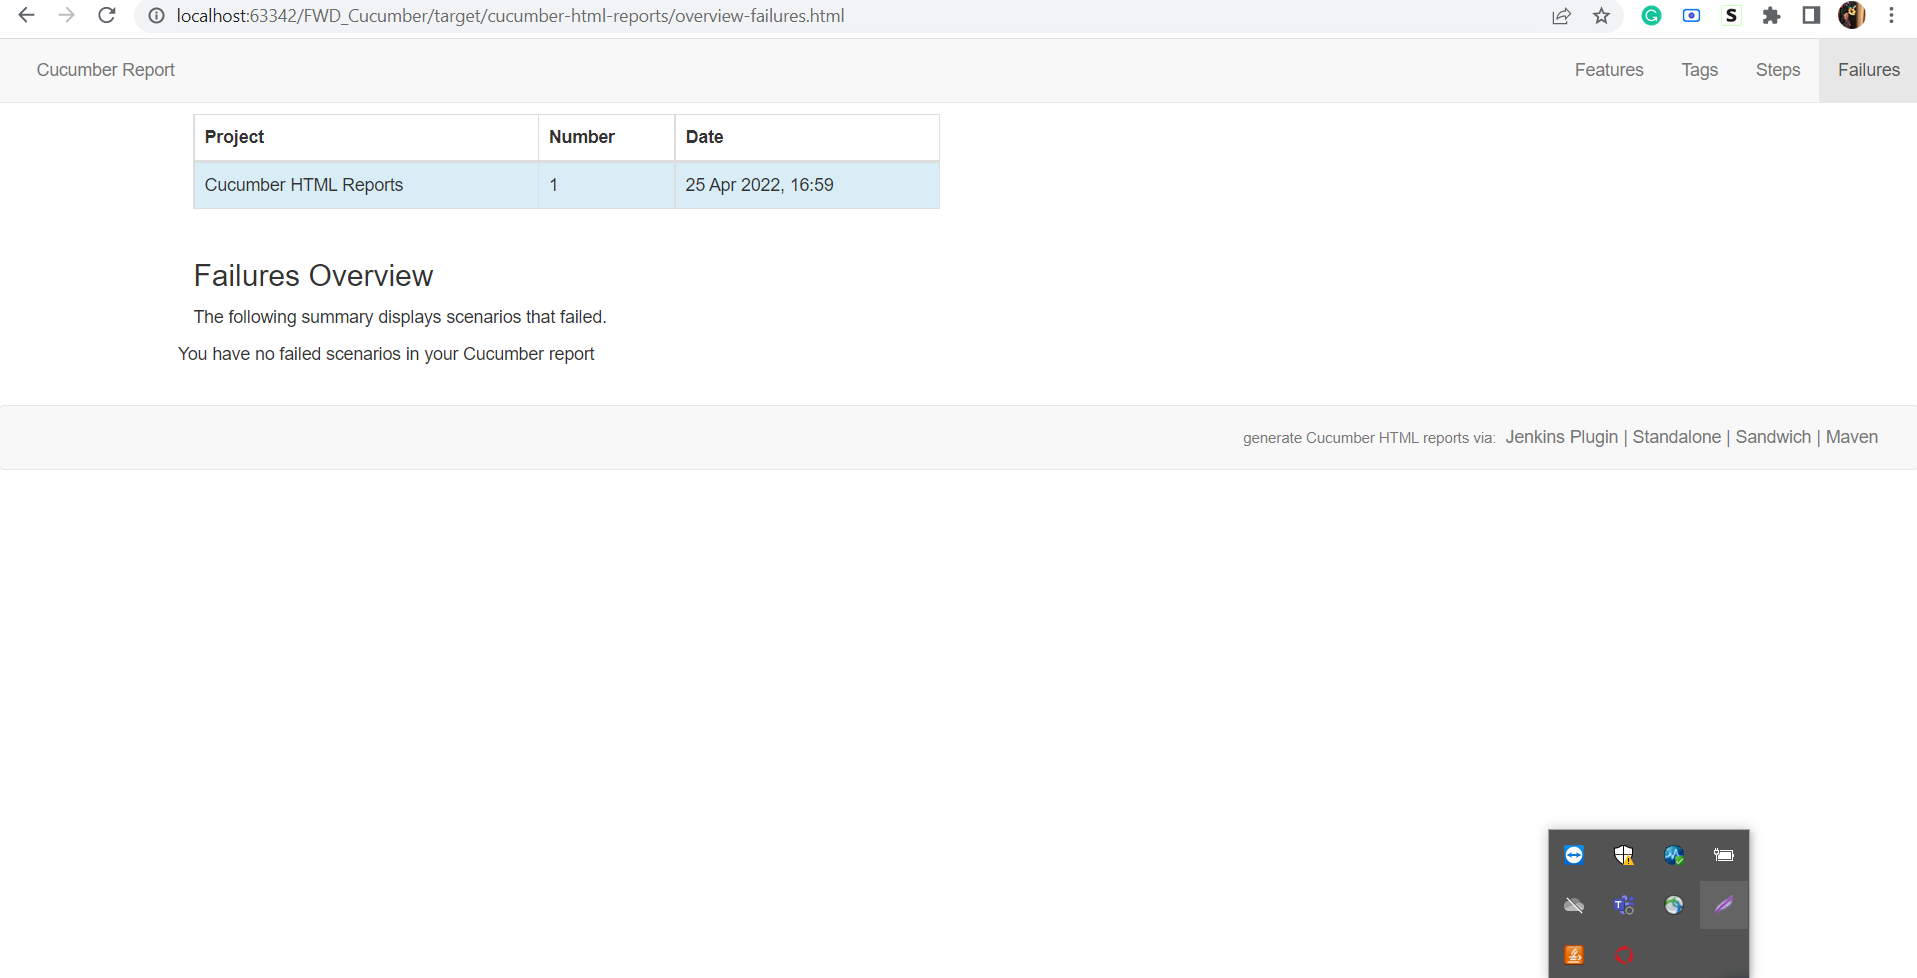 localhost:63342/FWD_Cucumber/target/cucumber-html-reports/overview-failures.html
Cucumber Report Features Tags Steps Failures
Project Number Date
Cucumber HTML Reports 1 25 Apr 2022, 16:59
Failures Overview
The following summary displays scenarios that failed.
You have no failed scenarios in your Cucumber report
generate Cucumber HTML reports via: Jenkins Plugin | Standalone | Sandwich | Maven